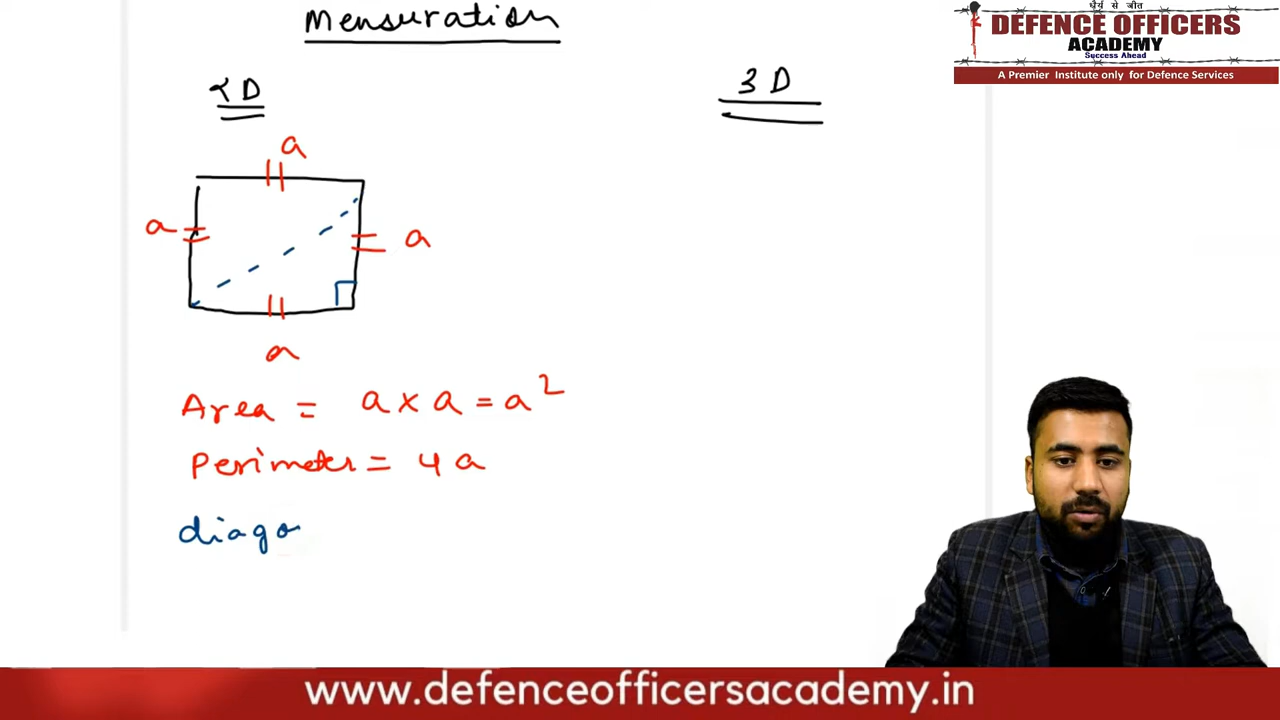 Mensuration
धैर्य से जीत
DEFENCE OFFICERS
ACADEMY
Success Ahead
A Premier Institute only for Defence Services
2D
3D
a
a
a
a
Area = a × a = a²
Perimeter = 4a
diago
www.defenceofficersacademy.in